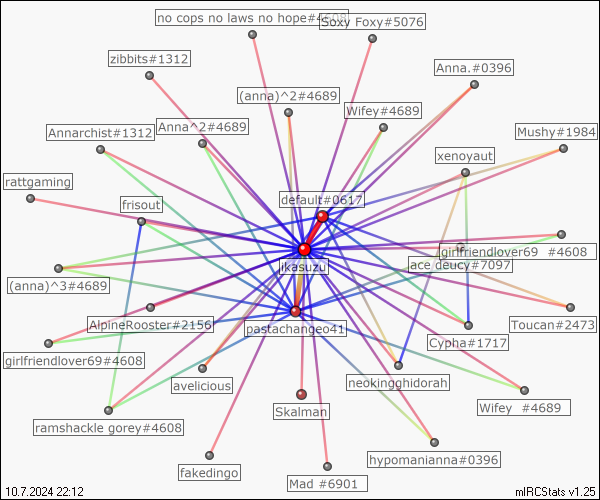 no cops no laws no hope#4608
Soxy Foxy#5076
zibbits#1312
Anna.#0396
(anna)^2#4689
Wifey#4689
Annarchist#1312
Anna^2#4689
Mushy#1984
xenoyaut
rattgaming
frisout
default#0617
girlfriendlover69 #4608
ikasuzu
ace deucy#7097
(anna)^3#4689
AlpineRooster#2156
pastachangeo41
Toucan#2473
Cypha#1717
girlfriendlover69#4608
avelicious
neokingghidorah
Skalman
Wifey #4689
ramshackle gorey#4608
hypomanianna#0396
fakedingo
Mad #6901
10.7.2024 22:12
mIRCStats v1.25